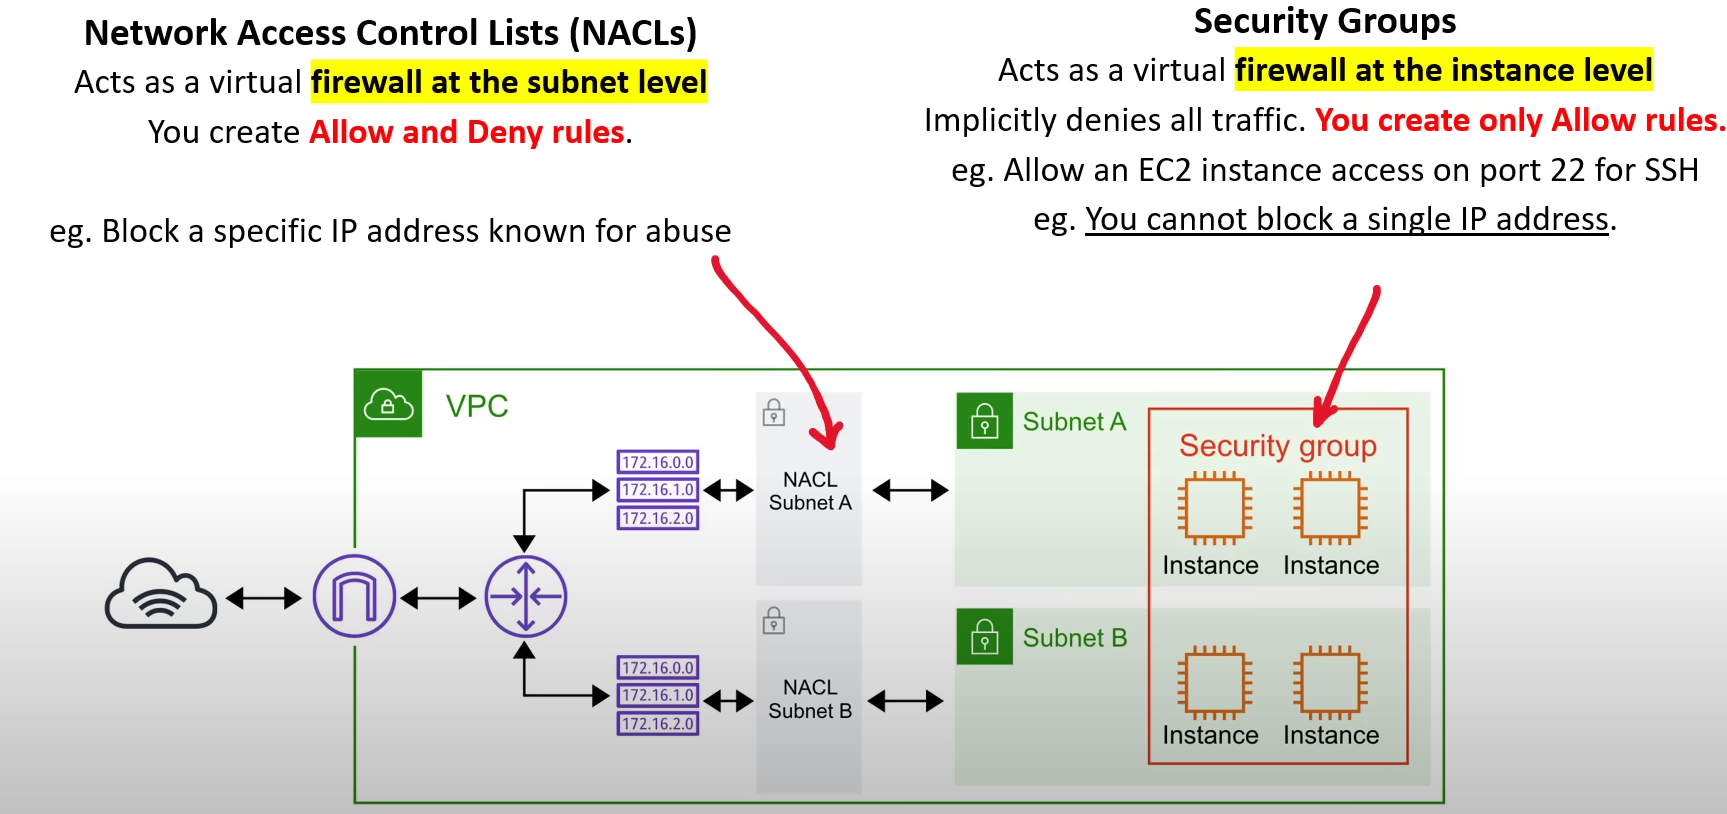 Network Access Control Lists (NACLs)
Acts as a virtual firewall at the subnet level
You create Allow and Deny rules.
eg. Block a specific IP address known for abuse
Security Groups
Acts as a virtual firewall at the instance level
Implicitly denies all traffic. You create only Allow rules.
eg. Allow an EC2 instance access on port 22 for SSH
eg. You cannot block a single IP address.
VPC
172.16.0.0
172.16.1.0
172.16.2.0
NACL
Subnet A
Subnet A
Security group
Instance
Instance
172.16.0.0
172.16.1.0
172.16.2.0
NACL
Subnet B
Subnet B
Instance
Instance